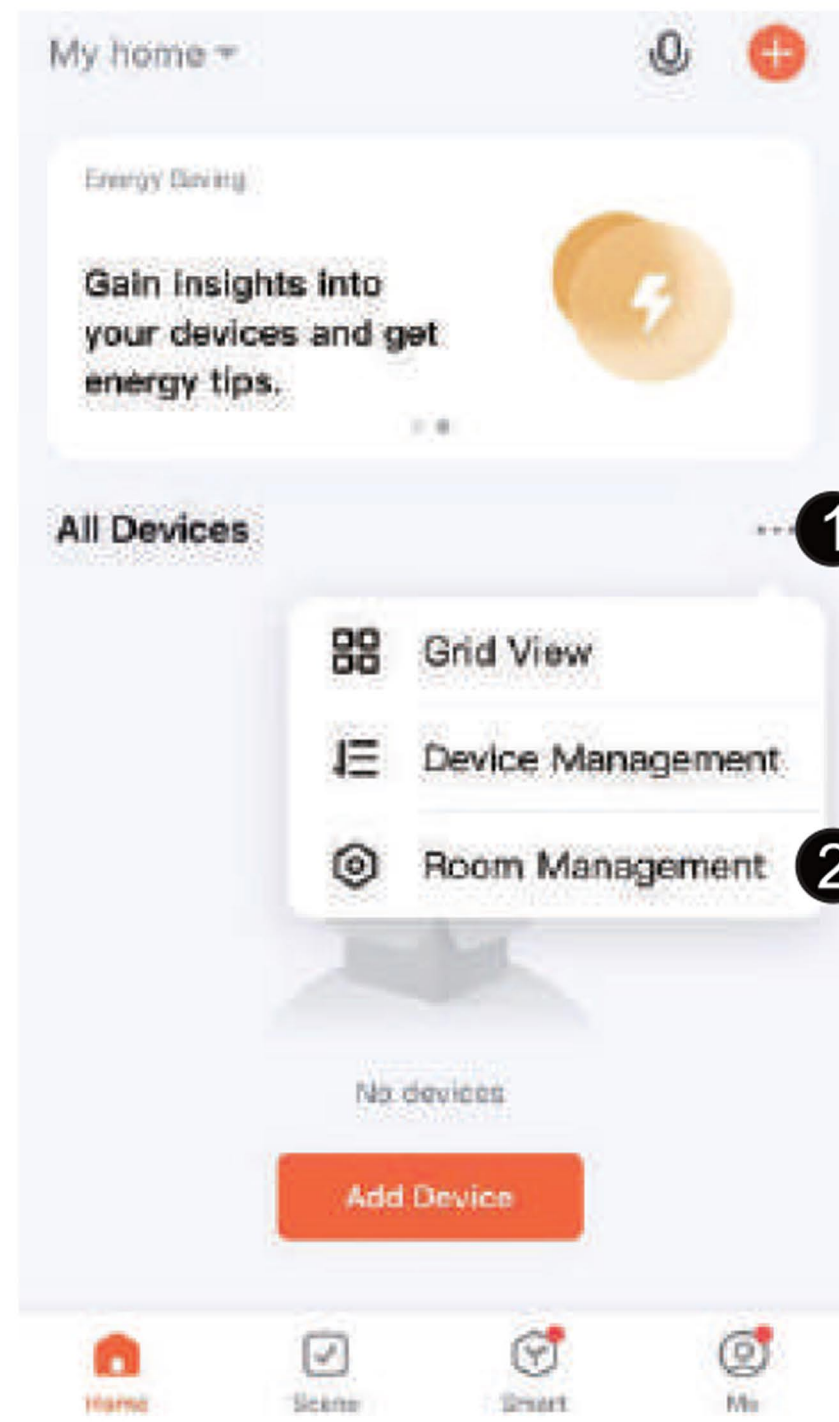 My home
Energy Saving
Gain insights into
your devices and get
energy tips.
All Devices
1
Grid View
Device Management
Room Management
2
No devices
Add Device
Home
Scene
Smart
Me